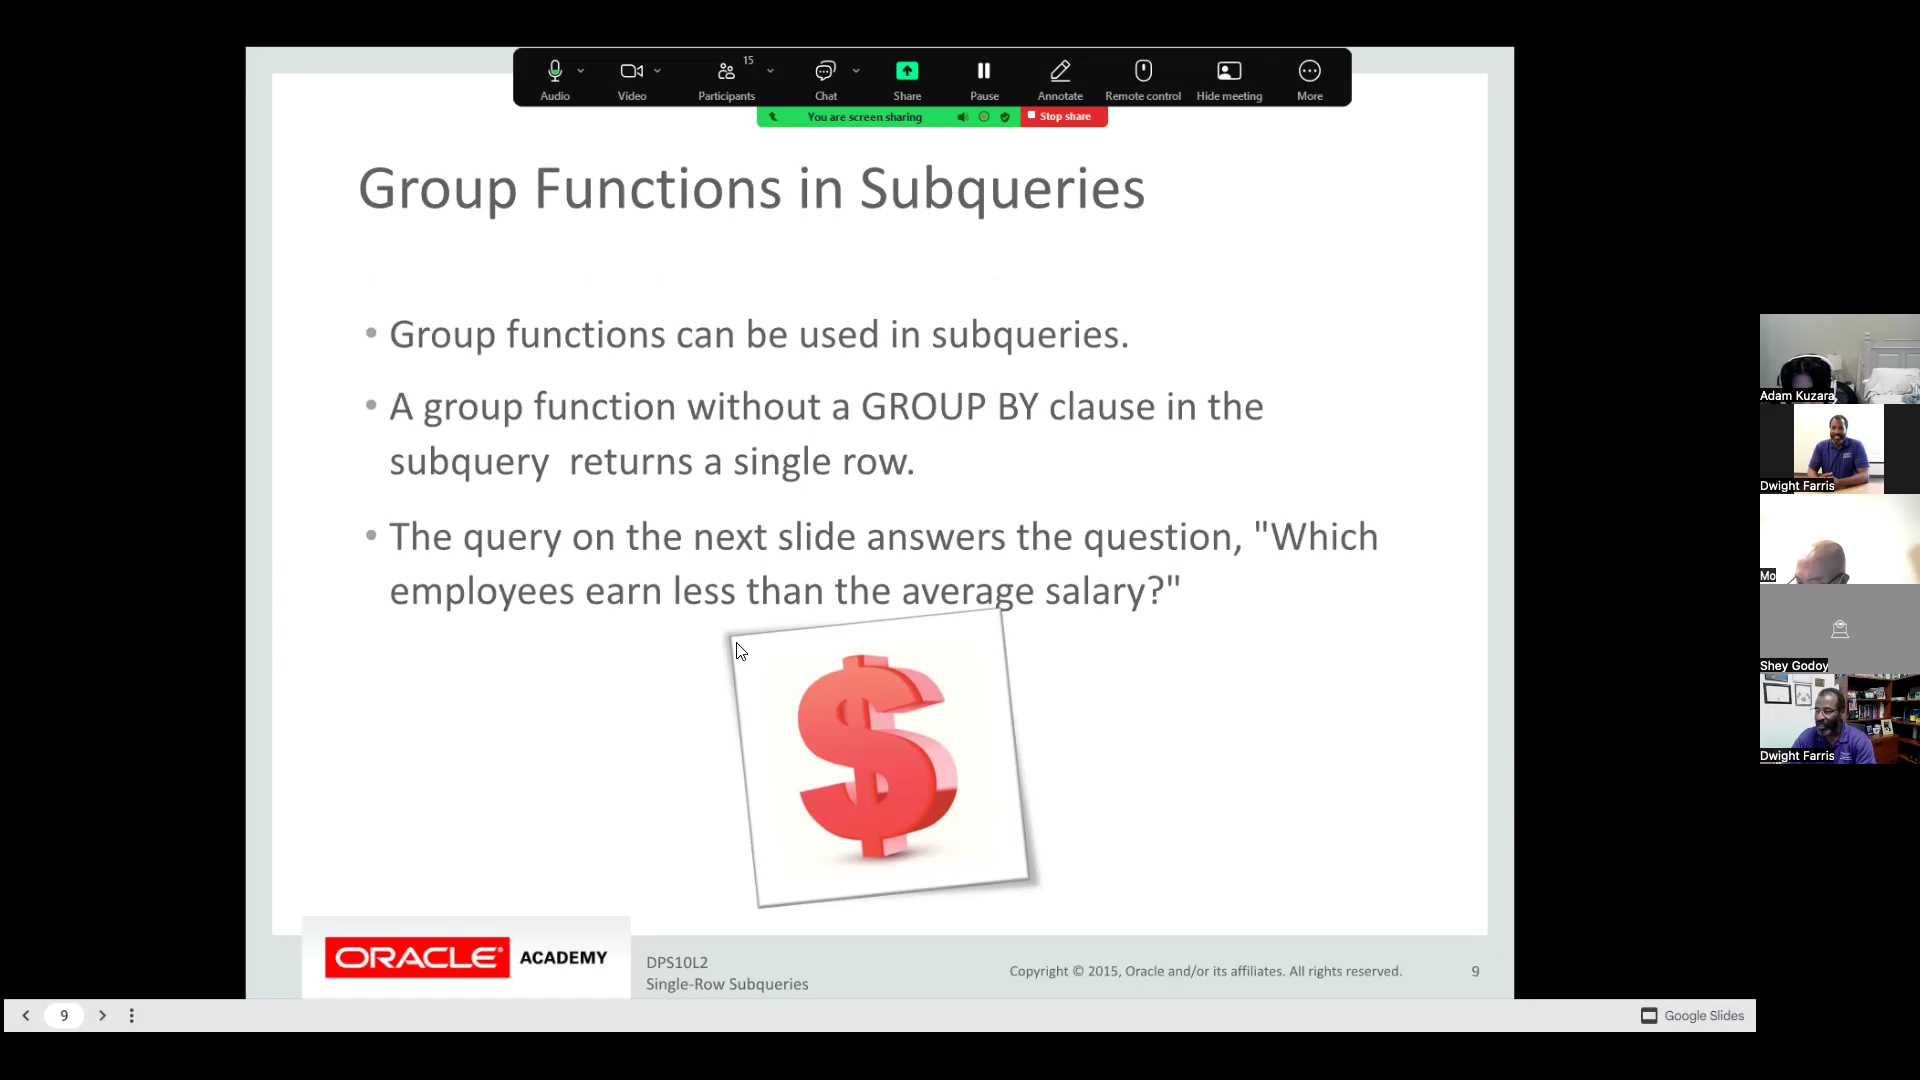 15
Audio
Video
Participants
Chat
Share
Pause
Annotate
Remote control
Hide meeting
More
You are screen sharing
Stop share
Group Functions in Subqueries
• Group functions can be used in subqueries.
• A group function without a GROUP BY clause in the
subquery returns a single row.
• The query on the next slide answers the question, "Which
employees earn less than the average salary?"
$
ORACLE® ACADEMY
DPS10L2
Single-Row Subqueries
Copyright © 2015, Oracle and/or its affiliates. All rights reserved.
9
9
Google Slides
Adam Kuzara
Dwight Farris
Mo
Shey Godoy
Dwight Farris